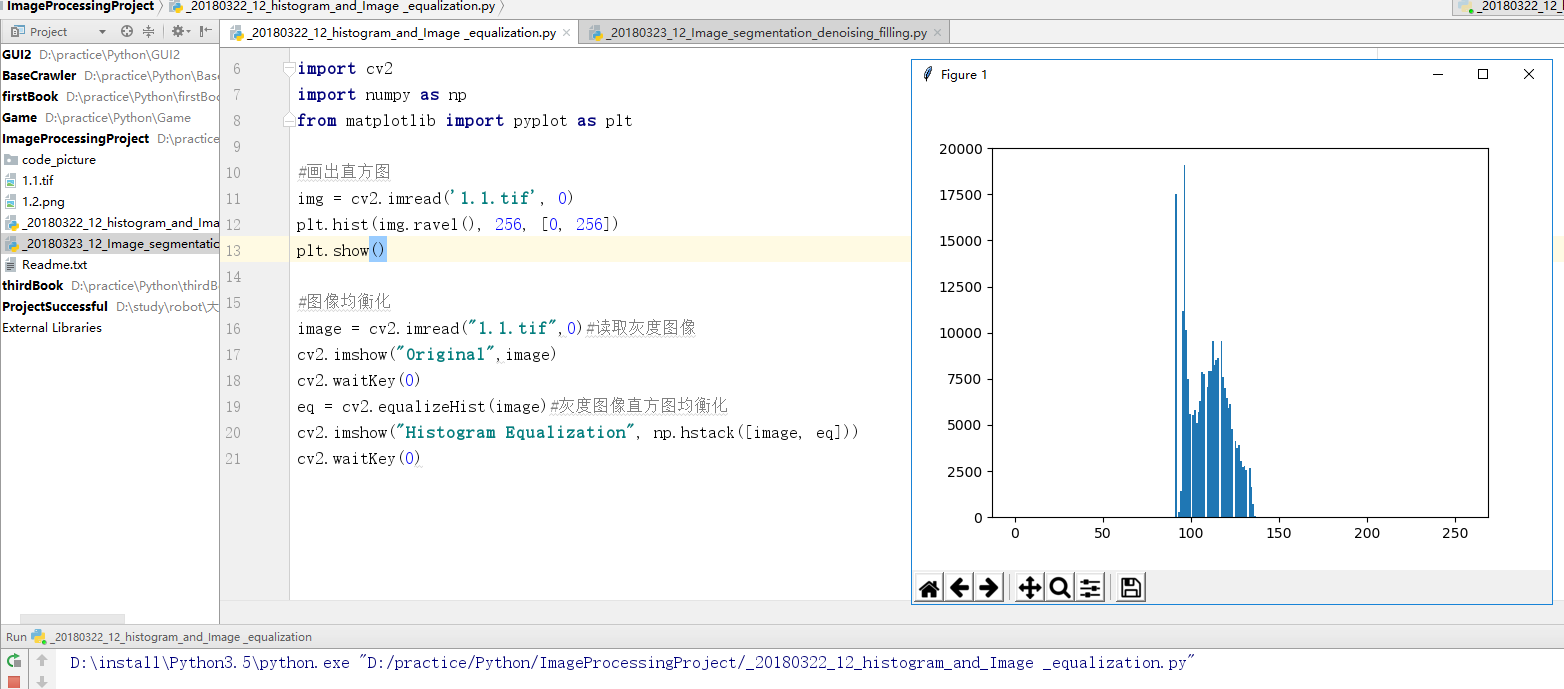 ImageProcessingProject
_20180322_12_histogram_and_Image _equalization.py
_20180322_12_
Project
_20180322_12_histogram_and_Image _equalization.py
_20180323_12_Image_segmentation_denoising_filling.py
GUI2 D:\practice\Python\GUI2
BaseCrawler D:\practice\Python\Base
firstBook D:\practice\Python\firstBoo
Game D:\practice\Python\Game
ImageProcessingProject D:\practice
code_picture
1.1.tif
1.2.png
_20180322_12_histogram_and_Ima
_20180323_12_Image_segmentatic
Readme.txt
thirdBook D:\practice\Python\thirdB
ProjectSuccessful D:\study\robot\大
External Libraries
6 import cv2
7 import numpy as np
8 from matplotlib import pyplot as plt
9
10 #画出直方图
11 img = cv2.imread('1.1.tif', 0)
12 plt.hist(img.ravel(), 256, [0, 256])
13 plt.show()
14
15 #图像均衡化
16 image = cv2.imread("1.1.tif",0)#读取灰度图像
17 cv2.imshow("Original",image)
18 cv2.waitKey(0)
19 eq = cv2.equalizeHist(image)#灰度图像直方图均衡化
20 cv2.imshow("Histogram Equalization", np.hstack([image, eq]))
21 cv2.waitKey(0)
Figure 1
20000
17500
15000
12500
10000
7500
5000
2500
0
0 50 100 150 200 250
Run _20180322_12_histogram_and_Image _equalization
D:\install\Python3.5\python.exe "D:/practice/Python/ImageProcessingProject/_20180322_12_histogram_and_Image _equalization.py"